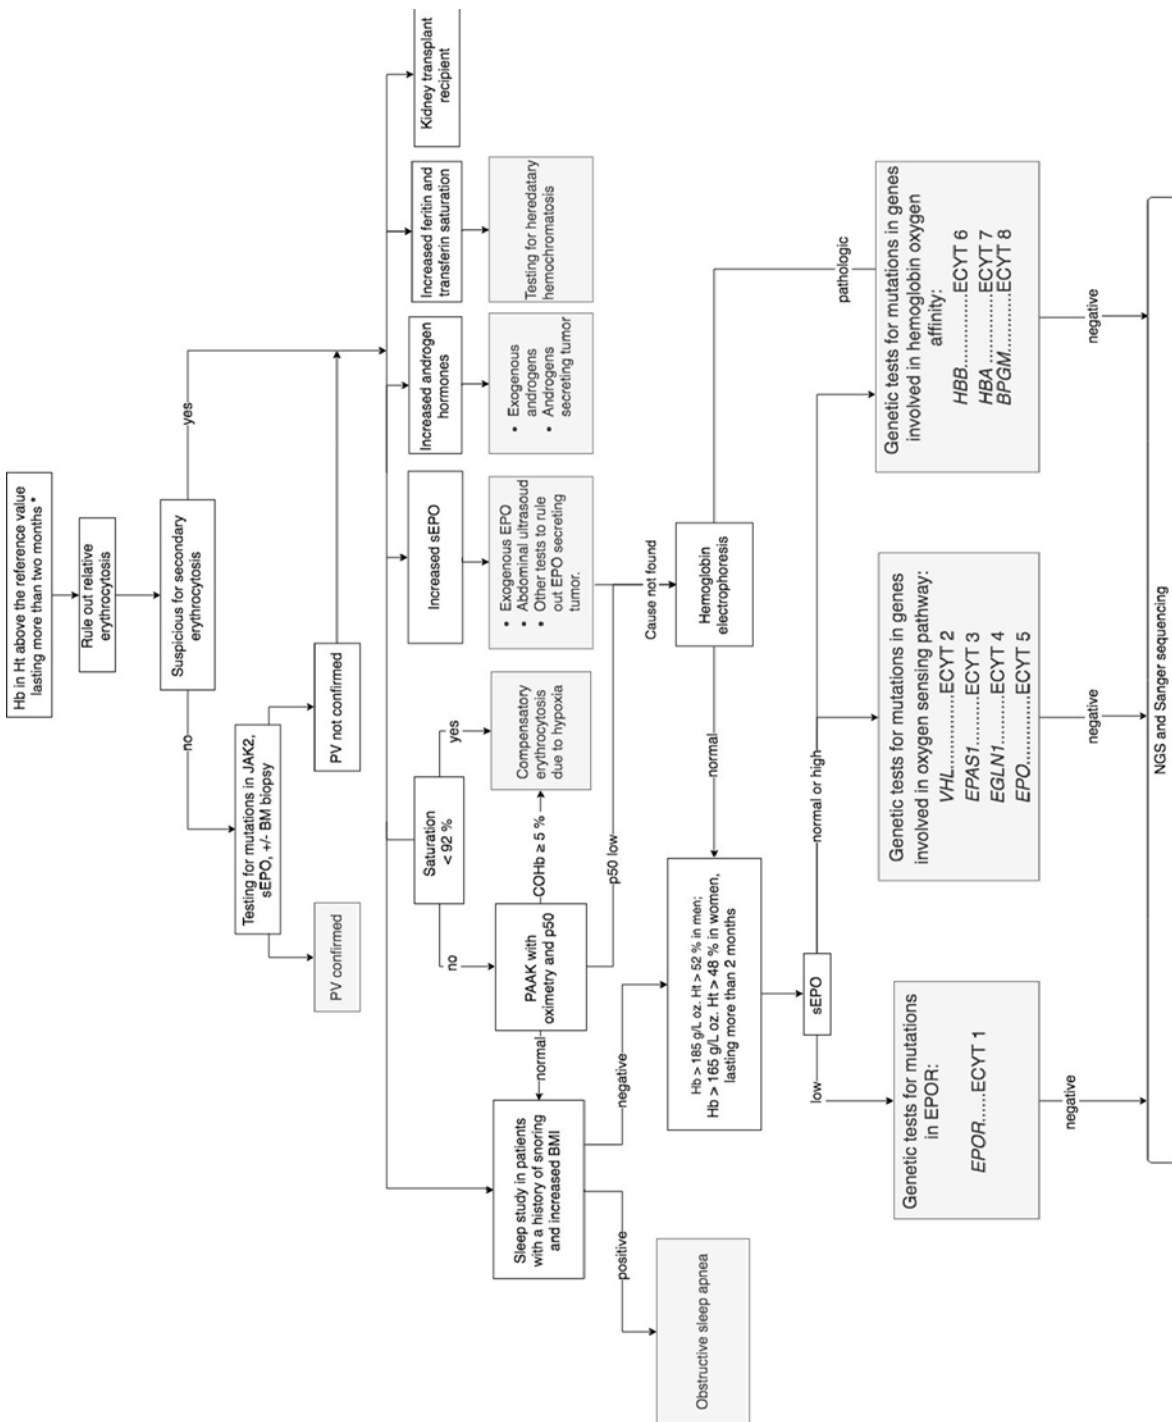 Hb in Ht above the reference value
lasting more than two months *
Rule out relative
erythrocytosis
Suspicious for secondary
erythrocytosis
no
yes
Testing for mutations in JAK2,
sEPO, +/- BM biopsy
PV confirmed
PV not confirmed
Saturation
< 92 %
no
yes
Increased sEPO
Increased androgen
hormones
Increased feritin and
transferin saturation
Kidney transplant
recipient
Sleep study in patients
with a history of snoring
and increased BMI
normal
PAAK with
oximetry and p50
COHb ≥ 5 %
Compensatory
erythrocytosis
due to hypoxia
• Exogenous EPO
Abdominal ultrasoud
• Other tests to rule
out EPO secreting
tumor.
• Exogenous
androgens
• Androgens
secreting tumor
Testing for heredatary
hemochromatosis
positive
negative
p50 low
Cause not found
Obstructive sleep apnea
Hb > 185 g/L oz. Ht > 52 % in men;
Hb > 165 g/L oz. Ht > 48 % in women,
lasting more than 2 months
normal
Hemoglobin
electrophoresis
pathologic
sEPO
low
normal or high
Genetic tests for mutations
in EPOR:
EPOR......ECYT 1
Genetic tests for mutations in genes
involved in oxygen sensing pathway:
VHL..............ECYT 2
EPAS1...........ECYT 3
EGLN1...........ECYT 4
EPO..............ECYT 5
Genetic tests for mutations in genes
involved in hemoglobin oxygen
affinity:
HBB.............ECYT 6
HBA .............ECYT 7
BPGM...........ECYT 8
negative
negative
negative
NGS and Sanger sequencing